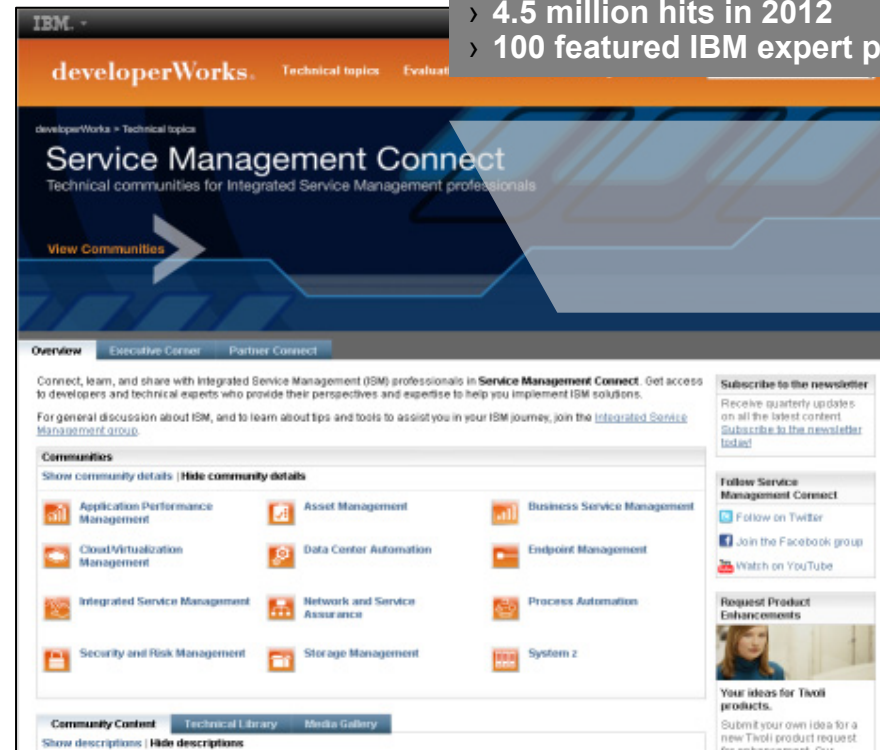 › 4.5 million hits in 2012
› 100 featured IBM expert p
IBM.
developerWorks. Technical topics
developerWorks > Technical topics
Service Management Connect
Technical communities for Integrated Service Management professionals
View Communities
Overview Executive Corner Partner Connect
Connect, learn, and share with Integrated Service Management (ISM) professionals in Service Management Connect. Get access
to developers and technical experts who provide their perspectives and expertise to help you implement ISM solutions.
For general discussion about ISM, and to learn about tips and tools to assist you in your ISM journey, join the Integrated Service
Management group.
Communities
Show community details | Hide community details
Application Performance
Management
Asset Management
Business Service Management
Cloud/Virtualization
Management
Data Center Automation
Endpoint Management
Integrated Service Management
Network and Service
Assurance
Process Automation
Security and Risk Management
Storage Management
System z
Community Content Technical Library Media Gallery
Show descriptions | Hide descriptions
Subscribe to the newsletter
Receive quarterly updates
on all the latest content
Subscribe to the newsletter
today!
Follow Service
Management Connect
Follow on Twitter
Join the Facebook group
Watch on YouTube
Request Product
Enhancements
Your ideas for Tivoli
products.
Submit your own idea for a
new Tivoli product request